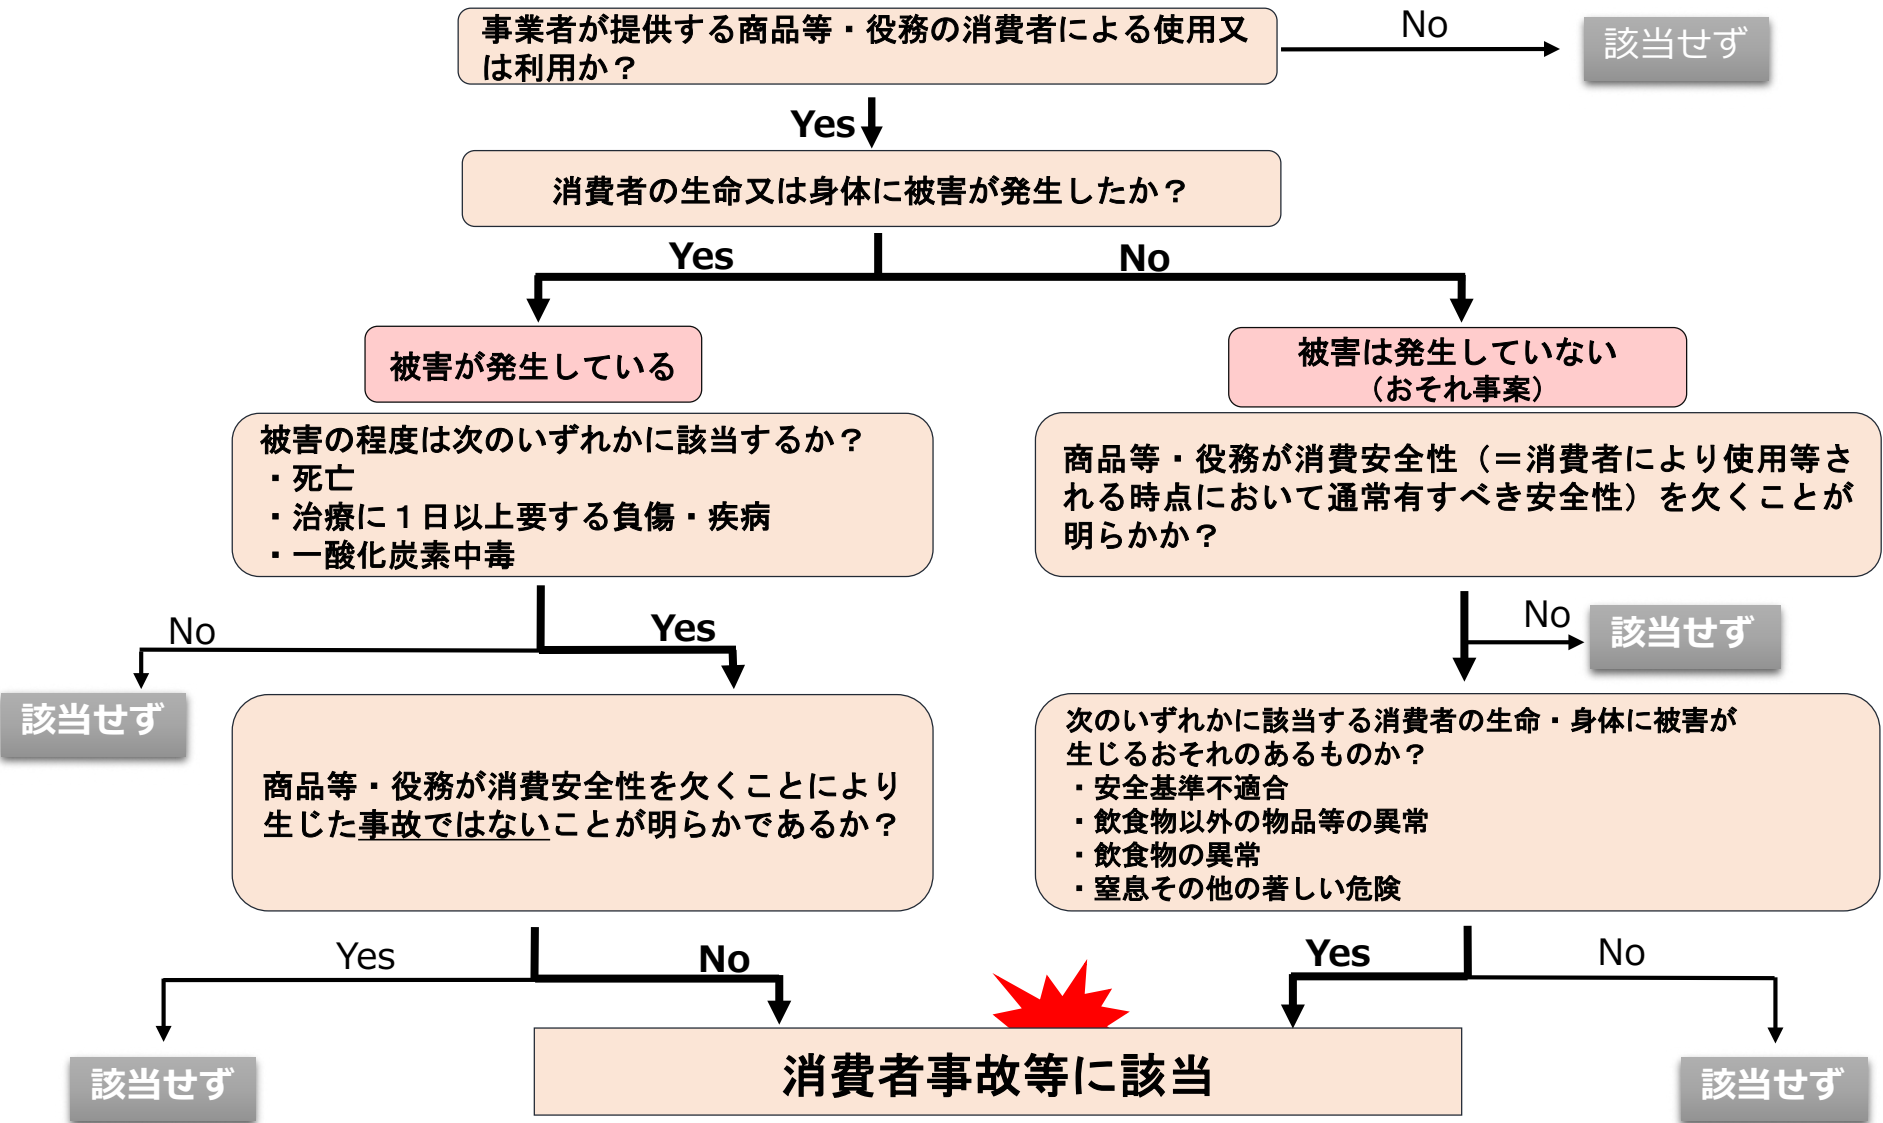 事業者が提供する商品等・役務の消費者による使用又
は利用か？
No
該当せず
Yes
消費者の生命又は身体に被害が発生したか？
Yes
No
被害が発生している
被害は発生していない
（おそれ事案）
被害の程度は次のいずれかに該当するか？
・死亡
・治療に１日以上要する負傷・疾病
・一酸化炭素中毒
商品等・役務が消費安全性（＝消費者により使用等さ
れる時点において通常有すべき安全性）を欠くことが
明らかか？
No
Yes
No
該当せず
該当せず
商品等・役務が消費安全性を欠くことにより
生じた事故ではないことが明らかであるか？
次のいずれかに該当する消費者の生命・身体に被害が
生じるおそれのあるものか？
・安全基準不適合
・飲食物以外の物品等の異常
・飲食物の異常
・窒息その他の著しい危険
Yes
No
Yes
No
該当せず
消費者事故等に該当
該当せず